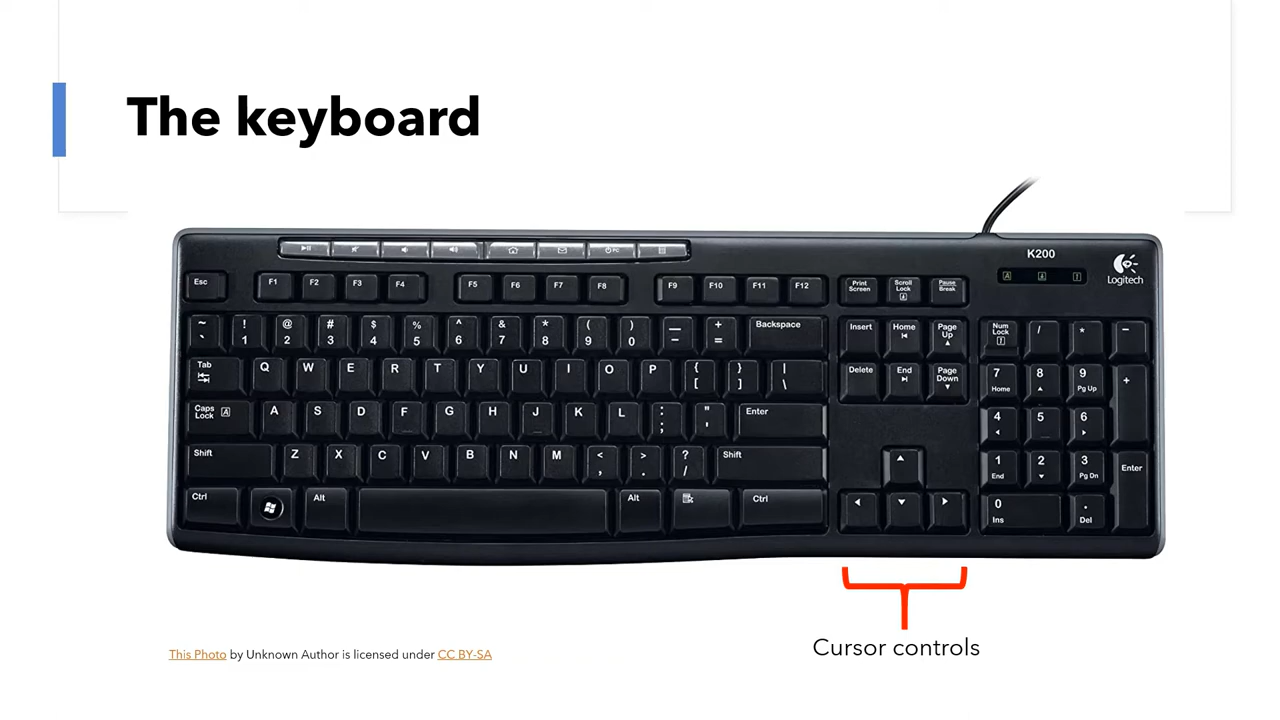 The keyboard
K200
Logitech
PC
Esc F1 F2 F3 F4 F5 F6 F7 F8 F9 F10 F11 F12 Print Screen Scroll Lock Pause Break
~ ` ! 1 @ 2 # 3 $ 4 % 5 ^ 6 & 7 * 8 ( 9 ) 0 — - + = Backspace Insert Home Page Up Num Lock / * -
Tab Q W E R T Y U I O P { [ } ] | \ Delete End Page Down 7 Home 8 9 Pg Up +
Caps Lock A A S D F G H J K L : ; " ' Enter 4 5 6
Shift Z X C V B N M < , > . ? / Shift 1 End 2 3 Pg Dn Enter
Ctrl Alt Alt Ctrl 0 Ins . Del
Cursor controls
This Photo by Unknown Author is licensed under CC BY-SA